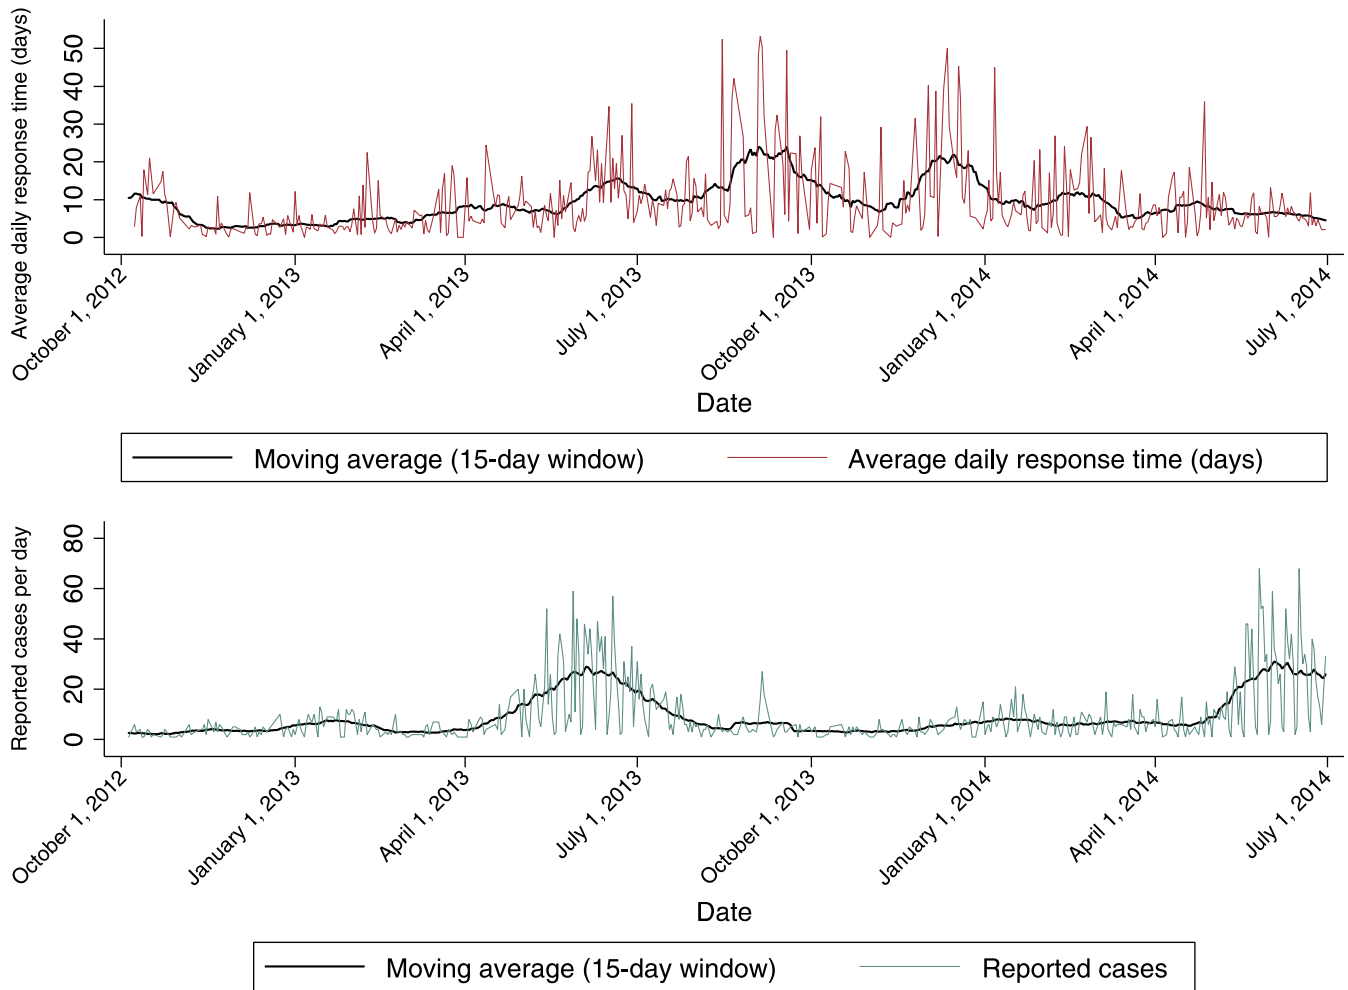 Average daily response time (days)
50
40
30
20
10
0
October 1, 2012
January 1, 2013
April 1, 2013
July 1, 2013
October 1, 2013
January 1, 2014
April 1, 2014
July 1, 2014
Date
Moving average (15-day window)
Average daily response time (days)
Reported cases per day
80
60
40
20
0
October 1, 2012
January 1, 2013
April 1, 2013
July 1, 2013
October 1, 2013
January 1, 2014
April 1, 2014
July 1, 2014
Date
Moving average (15-day window)
Reported cases